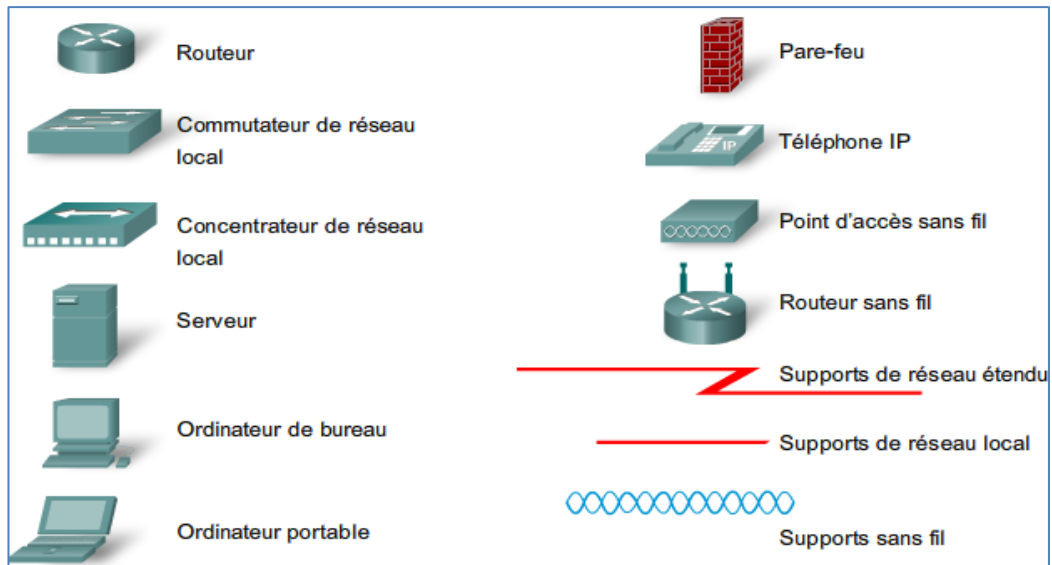 Routeur
Commutateur de réseau
local
Concentrateur de réseau
local
Serveur
Ordinateur de bureau
Ordinateur portable
Pare-feu
IP
Téléphone IP
Point d'accès sans fil
Routeur sans fil
Supports de réseau étendu
Supports de réseau local
Supports sans fil